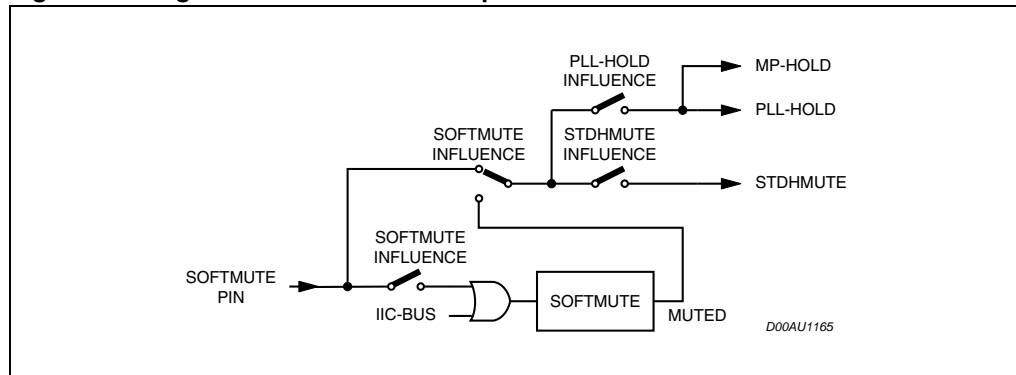 PLL-HOLD
INFLUENCE
MP-HOLD
PLL-HOLD
SOFTMUTE
INFLUENCE
STDHMUTE
INFLUENCE
STDHMUTE
SOFTMUTE
INFLUENCE
SOFTMUTE
PIN
IIC-BUS
SOFTMUTE
MUTED
D00AU1165